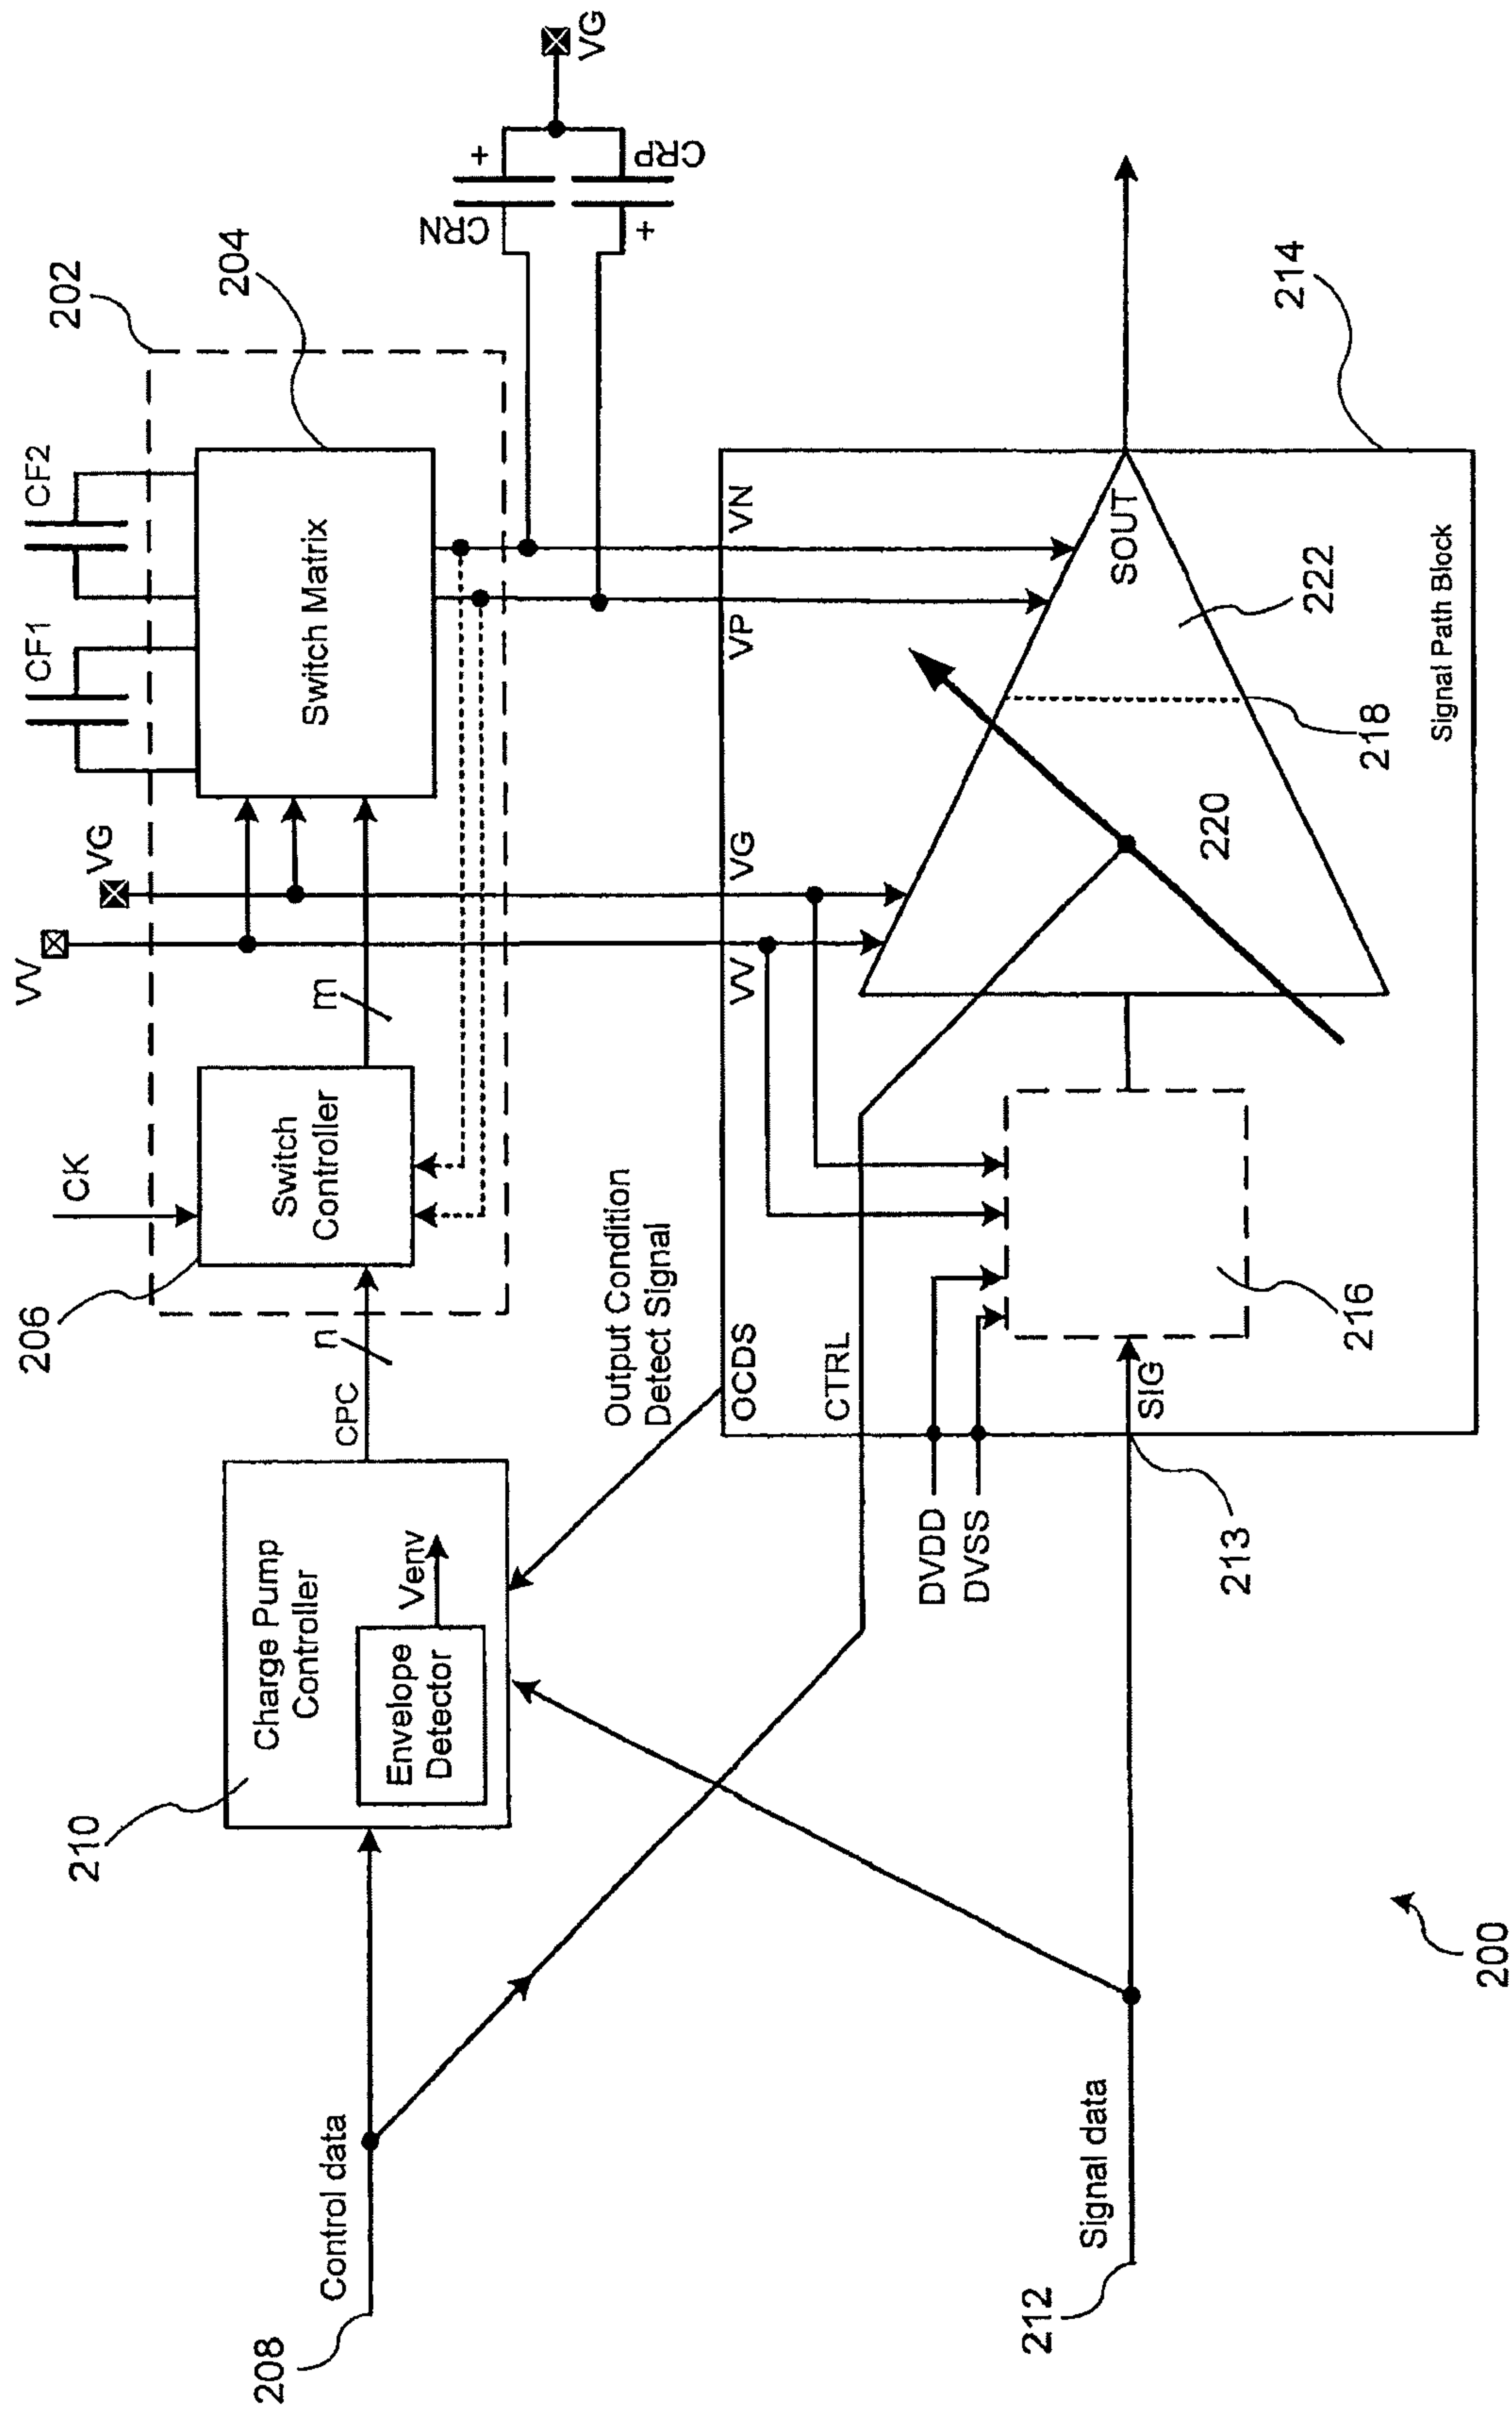 202
204
206
208
210
212
213
214
216
218
220
222
200
VV
VG
CF1
CF2
CK
Switch
Controller
m
Switch Matrix
CRN
+
CRP
+
VG
Control data
Charge Pump
Controller
Envelope
Detector
Venv
CPC
n
Output Condition
Detect Signal
OCDS
CTRL
VV
VG
VP
VN
DVDD
DVSS
SIG
SOUT
Signal Path Block
Signal data